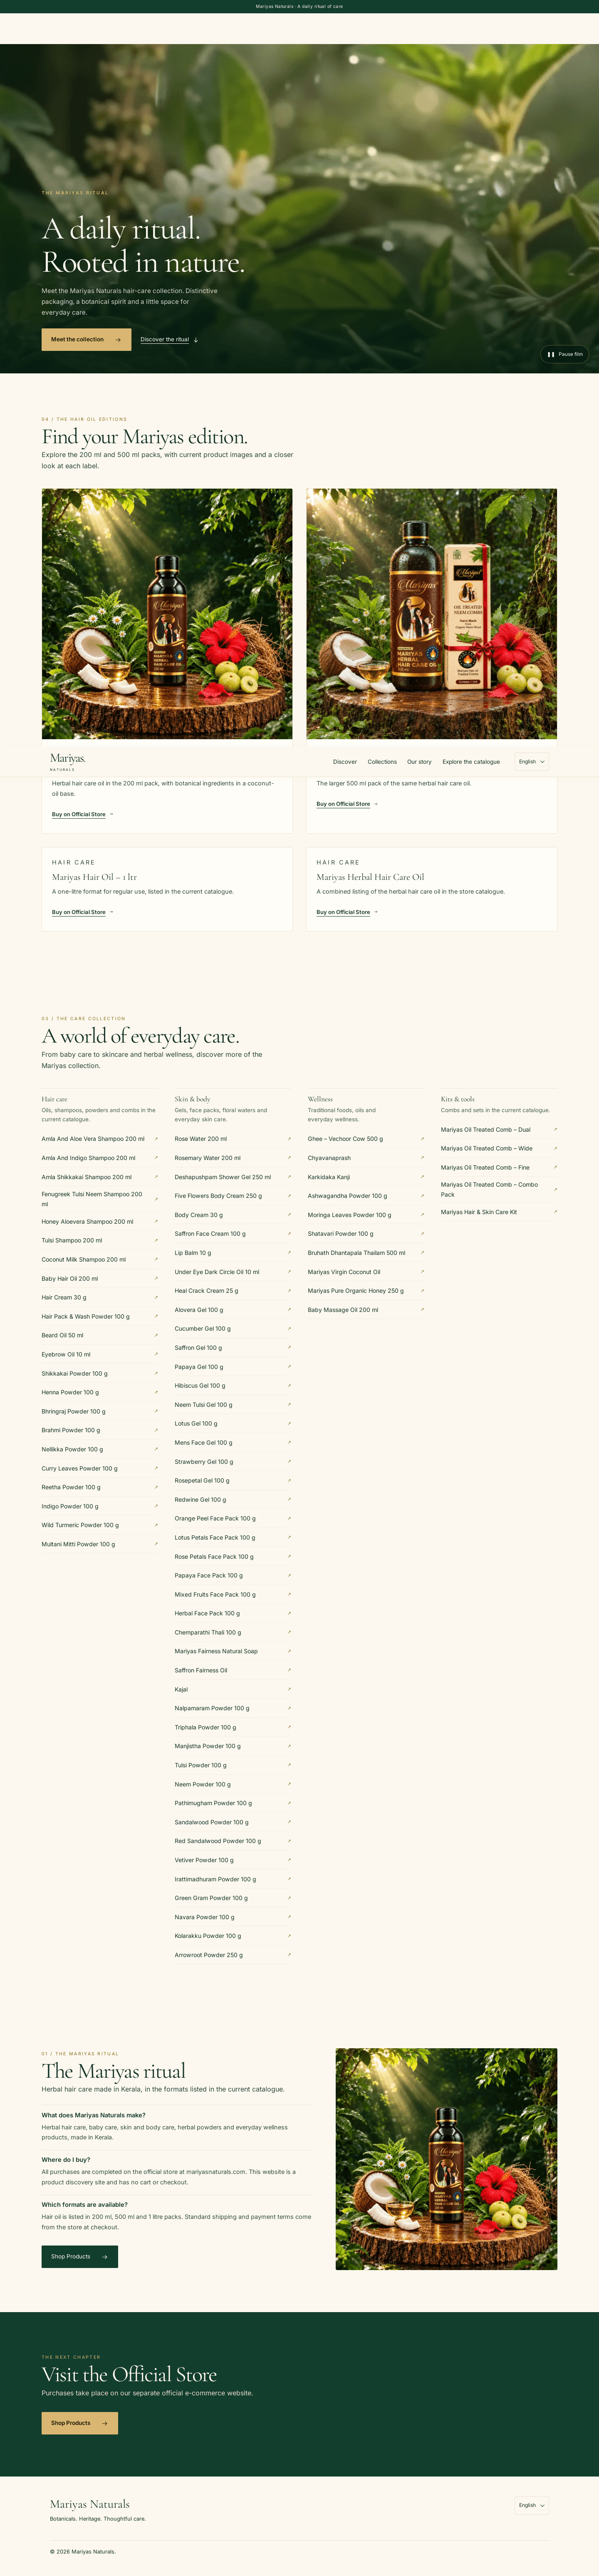 Mariyas Naturals · A daily ritual of care
THE MARIYAS RITUAL
A daily ritual.
Rooted in nature.
Meet the Mariyas Naturals hair-care collection. Distinctive
packaging, a botanical spirit and a little space for
everyday care.
Meet the collection →
Discover the ritual ↓
Pause film
04 / THE HAIR OIL EDITIONS
Find your Mariyas edition.
Explore the 200 ml and 500 ml packs, with current product images and a closer
look at each label.
Mariyas
Mariyas
MARIYAS
HERBAL
HAIR CARE OIL
Mariyas
OIL TREATED
NEEM COMBS
Mariyas.
NATURALS
Discover
Collections
Our story
Explore the catalogue
English
Herbal hair care oil in the 200 ml pack, with botanical ingredients in a coconut-
oil base.
Buy on Official Store →
The larger 500 ml pack of the same herbal hair care oil.
Buy on Official Store →
HAIR CARE
Mariyas Hair Oil – 1 ltr
A one-litre format for regular use, listed in the current catalogue.
Buy on Official Store →
HAIR CARE
Mariyas Herbal Hair Care Oil
A combined listing of the herbal hair care oil in the store catalogue.
Buy on Official Store →
03 / THE CARE COLLECTION
A world of everyday care.
From baby care to skincare and herbal wellness, discover more of the
Mariyas collection.
Hair care
Oils, shampoos, powders and combs in the
current catalogue.
Amla And Aloe Vera Shampoo 200 ml ↗
Amla And Indigo Shampoo 200 ml ↗
Amla Shikkakai Shampoo 200 ml ↗
Fenugreek Tulsi Neem Shampoo 200
ml ↗
Honey Aloevera Shampoo 200 ml ↗
Tulsi Shampoo 200 ml ↗
Coconut Milk Shampoo 200 ml ↗
Baby Hair Oil 200 ml ↗
Hair Cream 30 g ↗
Hair Pack & Wash Powder 100 g ↗
Beard Oil 50 ml ↗
Eyebrow Oil 10 ml ↗
Shikkakai Powder 100 g ↗
Henna Powder 100 g ↗
Bhringraj Powder 100 g ↗
Brahmi Powder 100 g ↗
Nellikka Powder 100 g ↗
Curry Leaves Powder 100 g ↗
Reetha Powder 100 g ↗
Indigo Powder 100 g ↗
Wild Turmeric Powder 100 g ↗
Multani Mitti Powder 100 g ↗
Skin & body
Gels, face packs, floral waters and
everyday skin care.
Rose Water 200 ml ↗
Rosemary Water 200 ml ↗
Deshapushpam Shower Gel 250 ml ↗
Five Flowers Body Cream 250 g ↗
Body Cream 30 g ↗
Saffron Face Cream 100 g ↗
Lip Balm 10 g ↗
Under Eye Dark Circle Oil 10 ml ↗
Heal Crack Cream 25 g ↗
Alovera Gel 100 g ↗
Cucumber Gel 100 g ↗
Saffron Gel 100 g ↗
Papaya Gel 100 g ↗
Hibiscus Gel 100 g ↗
Neem Tulsi Gel 100 g ↗
Lotus Gel 100 g ↗
Mens Face Gel 100 g ↗
Strawberry Gel 100 g ↗
Rosepetal Gel 100 g ↗
Redwine Gel 100 g ↗
Orange Peel Face Pack 100 g ↗
Lotus Petals Face Pack 100 g ↗
Rose Petals Face Pack 100 g ↗
Papaya Face Pack 100 g ↗
Mixed Fruits Face Pack 100 g ↗
Herbal Face Pack 100 g ↗
Chemparathi Thali 100 g ↗
Mariyas Fairness Natural Soap ↗
Saffron Fairness Oil ↗
Kajal ↗
Nalpamaram Powder 100 g ↗
Triphala Powder 100 g ↗
Manjistha Powder 100 g ↗
Tulsi Powder 100 g ↗
Neem Powder 100 g ↗
Pathimugham Powder 100 g ↗
Sandalwood Powder 100 g ↗
Red Sandalwood Powder 100 g ↗
Vetiver Powder 100 g ↗
Irattimadhuram Powder 100 g ↗
Green Gram Powder 100 g ↗
Navara Powder 100 g ↗
Kolarakku Powder 100 g ↗
Arrowroot Powder 250 g ↗
Wellness
Traditional foods, oils and
everyday wellness.
Ghee – Vechoor Cow 500 g ↗
Chyavanaprash ↗
Karkidaka Kanji ↗
Ashwagandha Powder 100 g ↗
Moringa Leaves Powder 100 g ↗
Shatavari Powder 100 g ↗
Bruhath Dhantapala Thailam 500 ml ↗
Mariyas Virgin Coconut Oil ↗
Mariyas Pure Organic Honey 250 g ↗
Baby Massage Oil 200 ml ↗
Kits & tools
Combs and sets in the current catalogue.
Mariyas Oil Treated Comb – Dual ↗
Mariyas Oil Treated Comb – Wide ↗
Mariyas Oil Treated Comb – Fine ↗
Mariyas Oil Treated Comb – Combo
Pack ↗
Mariyas Hair & Skin Care Kit ↗
01 / THE MARIYAS RITUAL
The Mariyas ritual
Herbal hair care made in Kerala, in the formats listed in the current catalogue.
What does Mariyas Naturals make?
Herbal hair care, baby care, skin and body care, herbal powders and everyday wellness
products, made in Kerala.
Where do I buy?
All purchases are completed on the official store at mariyasnaturals.com. This website is a
product discovery site and has no cart or checkout.
Which formats are available?
Hair oil is listed in 200 ml, 500 ml and 1 litre packs. Standard shipping and payment terms come
from the store at checkout.
Shop Products →
Mariyas
THE NEXT CHAPTER
Visit the Official Store
Purchases take place on our separate official e-commerce website.
Shop Products →
Mariyas Naturals
Botanicals. Heritage. Thoughtful care.
English
© 2026 Mariyas Naturals.